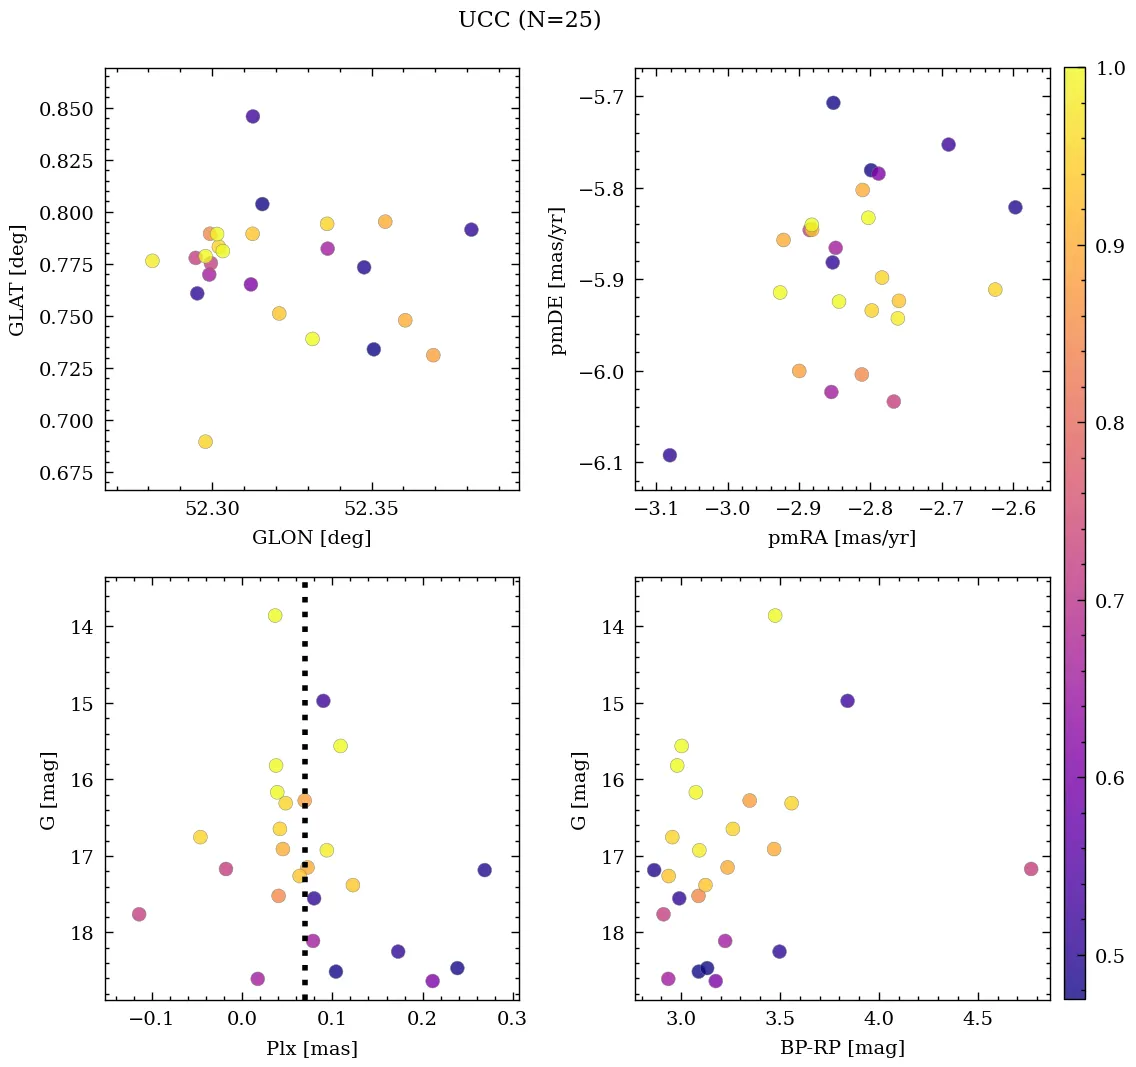 UCC (N=25)
0.850
0.825
0.800
0.775
0.750
0.725
0.700
0.675
GLAT [deg]
52.30 52.35
GLON [deg]
−5.7
−5.8
−5.9
−6.0
−6.1
pmDE [mas/yr]
−3.1 −3.0 −2.9 −2.8 −2.7 −2.6
pmRA [mas/yr]
14
15
16
17
18
G [mag]
−0.1 0.0 0.1 0.2 0.3
Plx [mas]
14
15
16
17
18
G [mag]
3.0 3.5 4.0 4.5
BP-RP [mag]
1.0
0.9
0.8
0.7
0.6
0.5